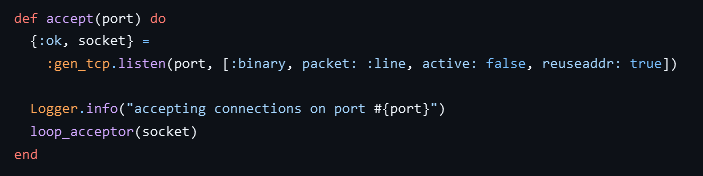 def accept(port) do
  {:ok, socket} =
    :gen_tcp.listen(port, [:binary, packet: :line, active: false, reuseaddr: true])
  Logger.info("accepting connections on port #{port}")
  loop_acceptor(socket)
end